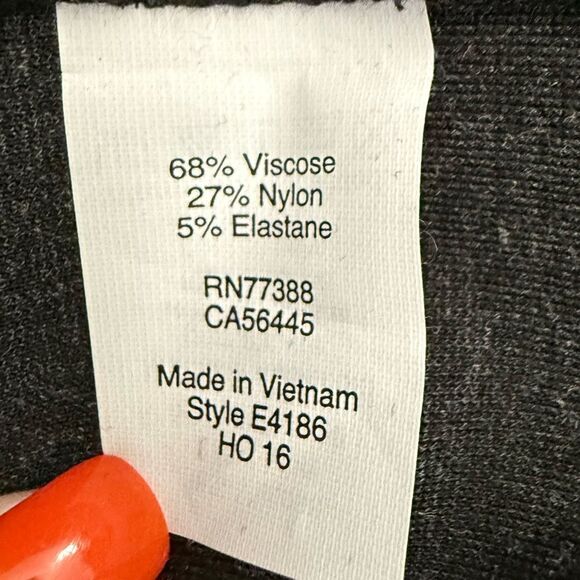 68% Viscose
27% Nylon
5% Elastane
RN77388
CA56445
Made in Vietnam
Style E4186
HO 16